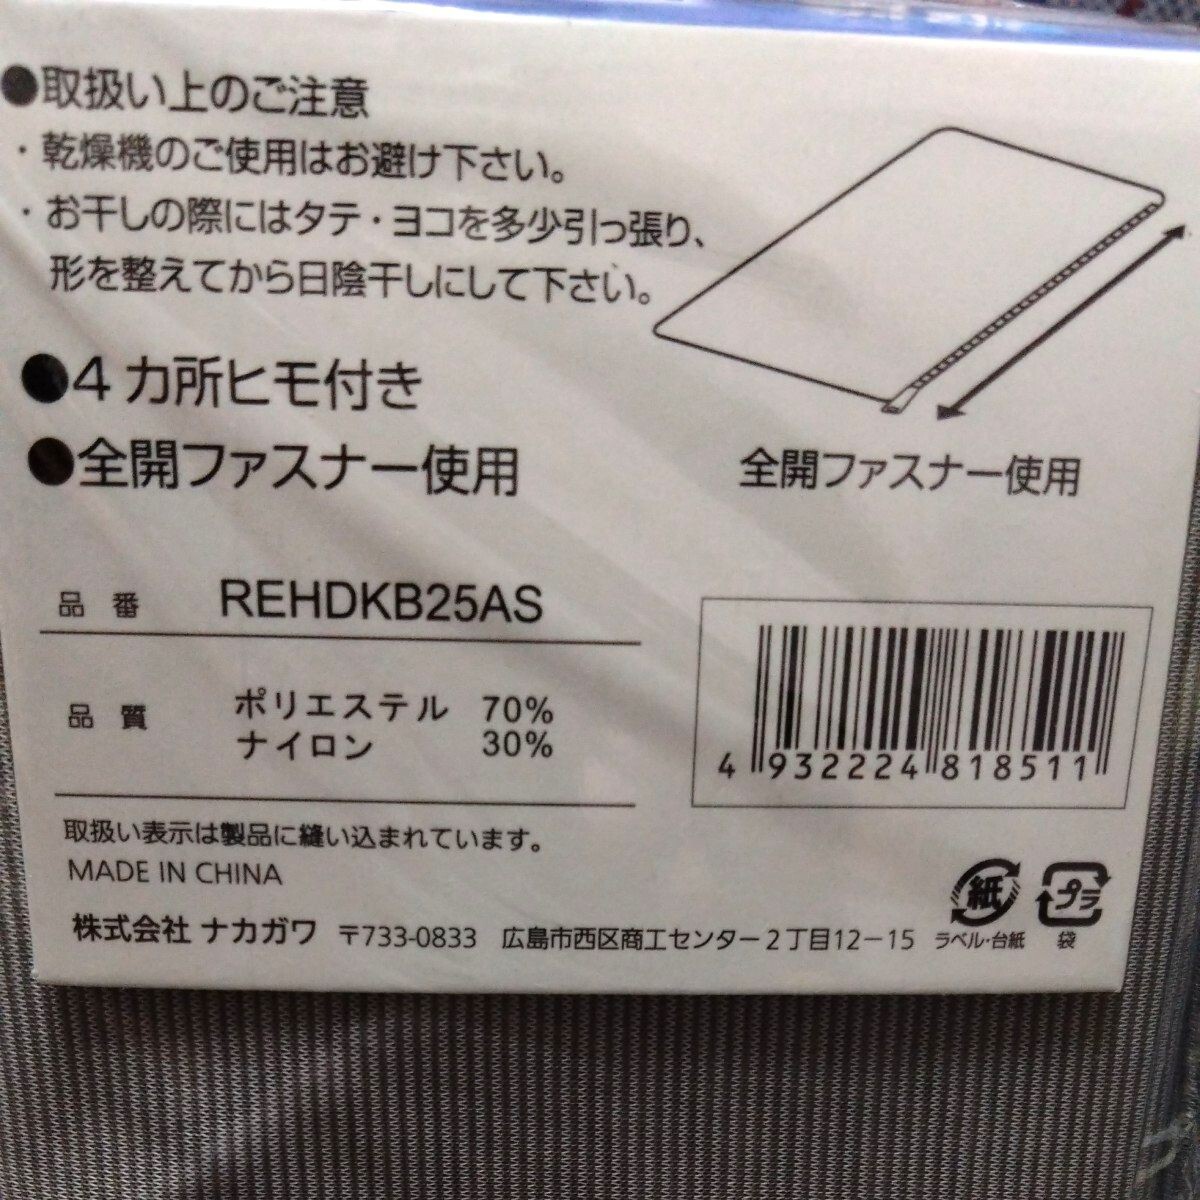 ●取扱い上のご注意
・乾燥機のご使用はお避け下さい。
・お干しの際にはタテ・ヨコを多少引っ張り、
形を整えてから日陰干しにして下さい。
●4カ所ヒモ付き
●全開ファスナー使用
全開ファスナー使用
品番 REHDKB25AS
品質 ポリエステル 70%
ナイロン 30%
4 932224 818511
取扱い表示は製品に縫い込まれています。
MADE IN CHINA
株式会社 ナカガワ 〒733-0833 広島市西区商工センター2丁目12-15
紙
ラベル・台紙
プラ
袋